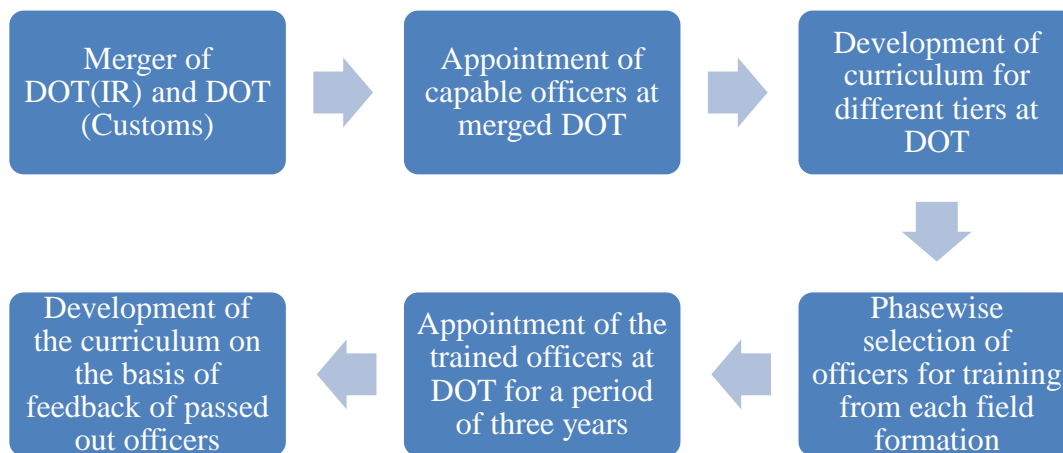 Merger of
DOT(IR) and DOT
(Customs)
Appointment of
capable officers at
merged DOT
Development of
curriculum for
different tiers at
DOT
Phasewise
selection of
officers for training
from each field
formation
Appointment of the
trained officers at
DOT for a period
of three years
Development of
the curriculum on
the basis of
feedback of passed
out officers